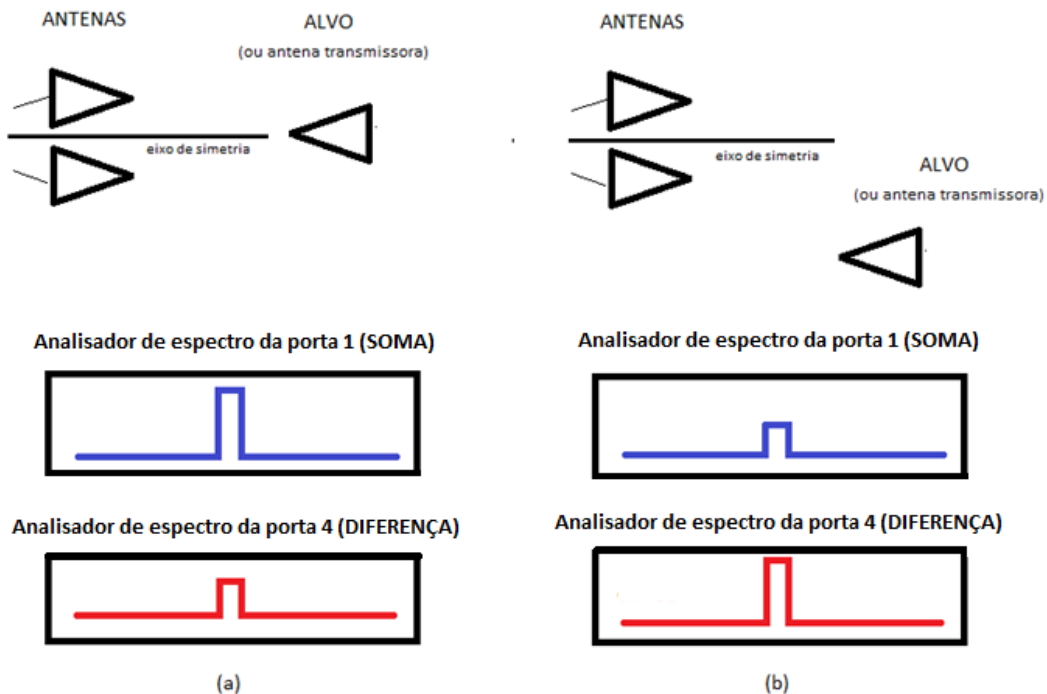 ANTENAS
ALVO
(ou antena transmissora)
eixo de simetria
Analisador de espectro da porta 1 (SOMA)
Analisador de espectro da porta 4 (DIFERENÇA)
(a)
ANTENAS
eixo de simetria
ALVO
(ou antena transmissora)
Analisador de espectro da porta 1 (SOMA)
Analisador de espectro da porta 4 (DIFERENÇA)
(b)